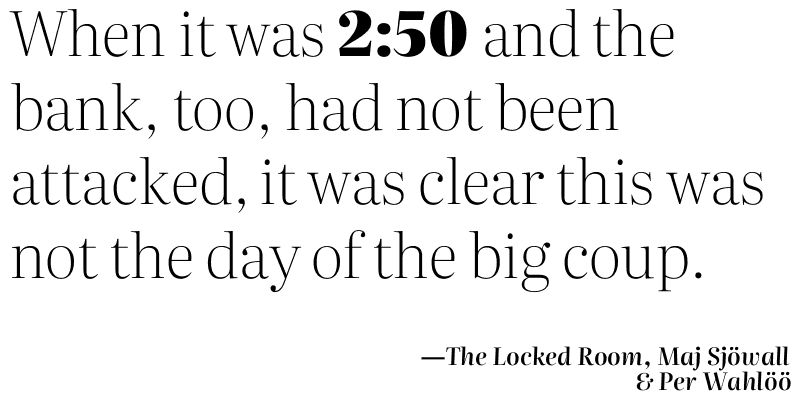 When it was 2:50 and the
bank, too, had not been
attacked, it was clear this was
not the day of the big coup.
—The Locked Room, Maj Sjöwall
& Per Wahlöö